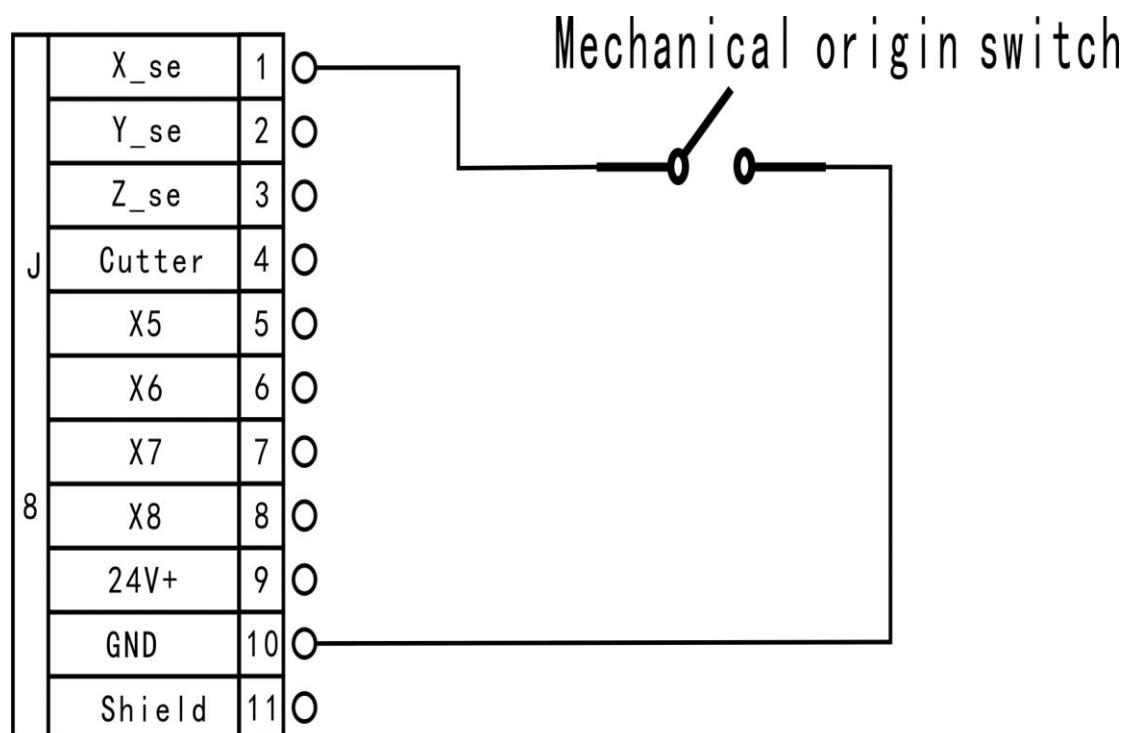 Mechanical origin switch
X_se 1
Y_se 2
Z_se 3
J Cutter 4
X5 5
X6 6
X7 7
8 X8 8
24V+ 9
GND 10
Shield 11